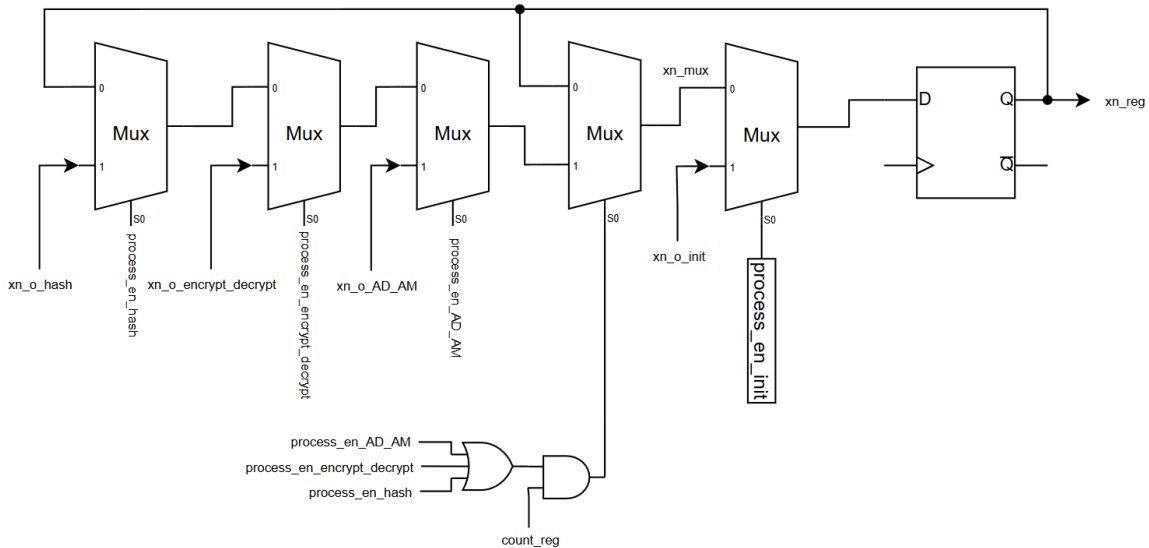 xn_mux
0
0
0
0
0
D
Q
xn_reg
Mux
Mux
Mux
Mux
Mux
1
1
1
1
1
Q
S0
S0
S0
S0
S0
xn_o_hash
xn_o_encrypt_decrypt
xn_o_AD_AM
xn_o_init
process_en_hash
process_en_encrypt_decrypt
process_en_AD_AM
process_en_init
process_en_AD_AM
process_en_encrypt_decrypt
process_en_hash
count_reg